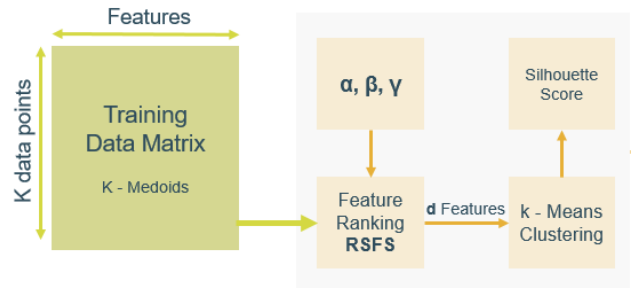 Features
K data points
Training
Data Matrix
K - Medoids
α, β, γ
Feature
Ranking
RSFS
d Features
k - Means
Clustering
Silhouette
Score